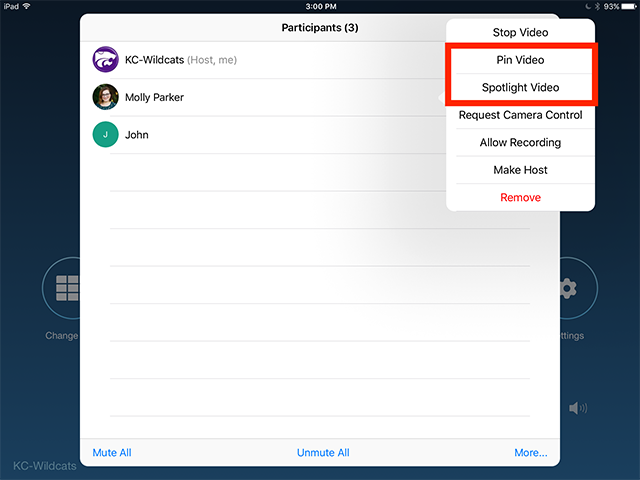 iPad 3:00 PM 93%
Participants (3)
KC-Wildcats (Host, me)
Molly Parker
J John
Stop Video
Pin Video
Spotlight Video
Request Camera Control
Allow Recording
Make Host
Remove
Change
ttings
Mute All Unmute All More...
KC-Wildcats